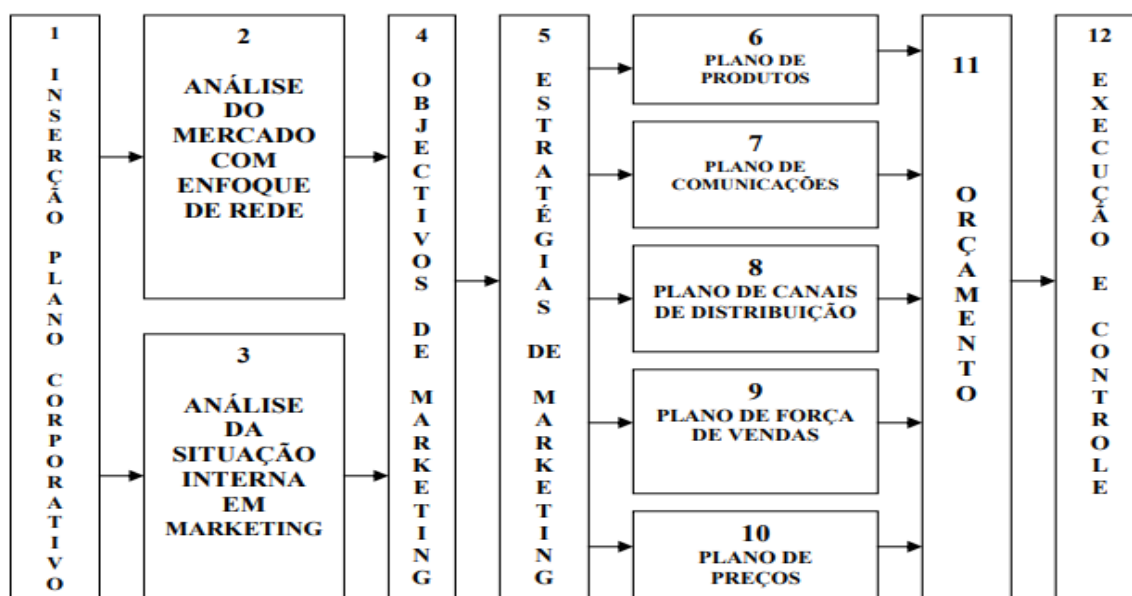 1
INSERÇÃO PLANO CORPORATIVO
2
ANÁLISE
DO
MERCADO
COM
ENFOQUE
DE REDE
3
ANÁLISE
DA
SITUAÇÃO
INTERNA
EM
MARKETING
4
OBJECTIVOS DE MARKETING
5
ESTRATÉGIAS DE MARKETING
6
PLANO DE
PRODUTOS
7
PLANO DE
COMUNICAÇÕES
8
PLANO DE CANAIS
DE DISTRIBUIÇÃO
9
PLANO DE FORÇA
DE VENDAS
10
PLANO DE
PREÇOS
11
ORÇAMENTO
12
EXECUÇÃO E CONTROLE